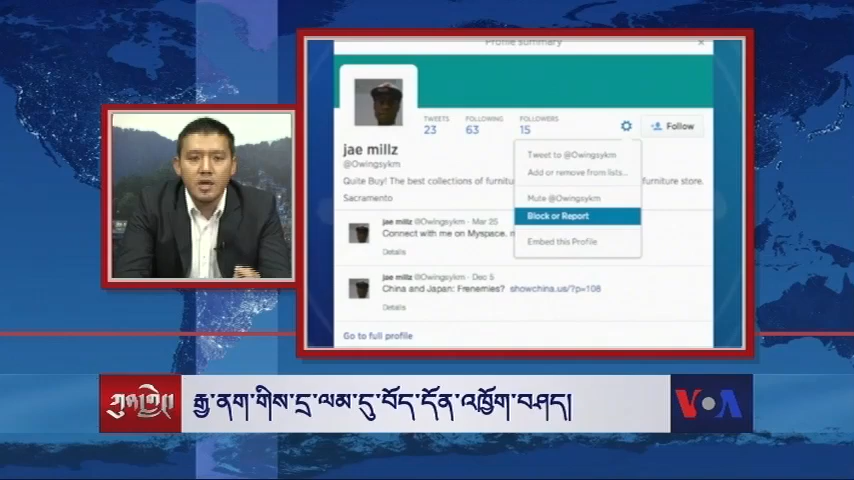 Profile summary
TWEETS FOLLOWING FOLLOWERS
23 63 15
Follow
jae millz
@Owingsykm
Tweet to @Owingsykm
Add or remove from lists...
Mute @Owingsykm
Block or Report
Embed this Profile
Quite Buy! The best collections of furnitu furniture store.
Sacramento
jae millz @Owingsykm - Mar 25
Connect with me on Myspace.
Details
jae millz @Owingsykm - Dec 5
China and Japan: Frenemies? showchina.us/?p=108
Details
Go to full profile
ཀུན་གླེང། རྒྱ་ནག་གིས་དྲ་ལམ་དུ་བོད་དོན་འཁྱོག་བཤད།
VOA